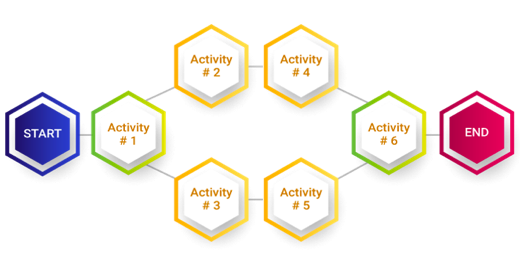 START
Activity
# 1
Activity
# 2
Activity
# 4
Activity
# 3
Activity
# 5
Activity
# 6
END